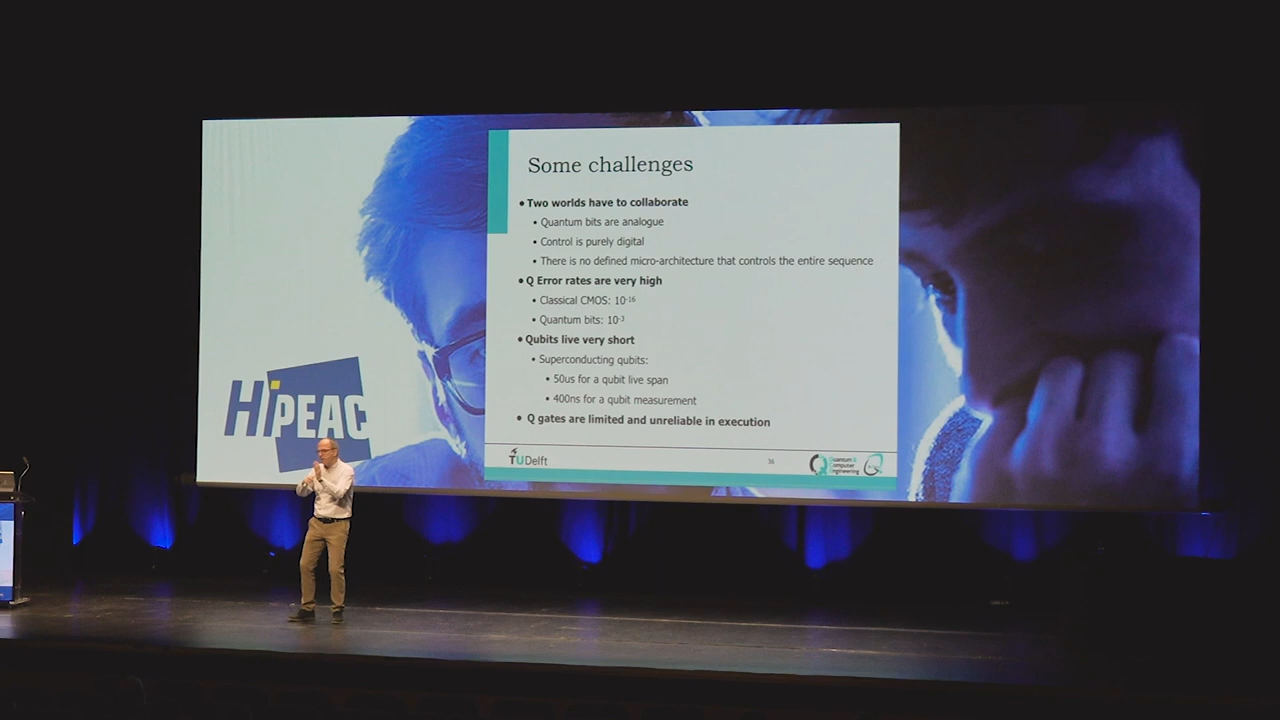 Some challenges
• Two worlds have to collaborate
• Quantum bits are analogue
• Control is purely digital
• There is no defined micro-architecture that controls the entire sequence
• Q Error rates are very high
• Classical CMOS: 10⁻¹⁶
• Quantum bits: 10⁻³
• Qubits live very short
• Superconducting qubits:
• 50us for a qubit live span
• 400ns for a qubit measurement
• Q gates are limited and unreliable in execution
TUDelft
36
Quantum &
Computer
Engineering
HiPEAC